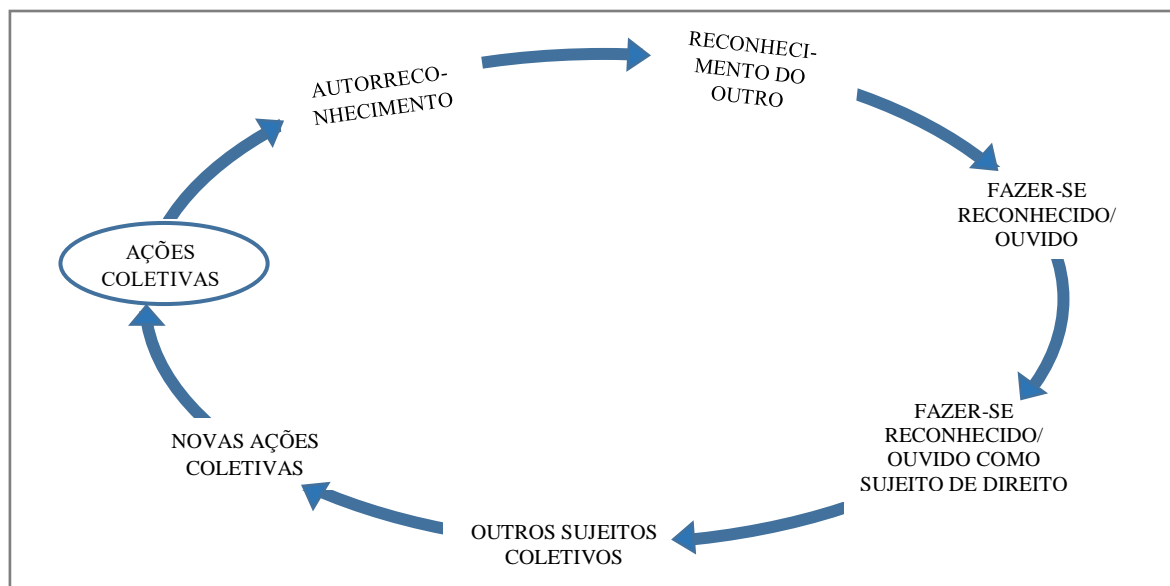 AUTORRECO-
NHECIMENTO
RECONHECI-
MENTO DO
OUTRO
FAZER-SE
RECONHECIDO/
OUVIDO
FAZER-SE
RECONHECIDO/
OUVIDO COMO
SUJEITO DE DIREITO
OUTROS SUJEITOS
COLETIVOS
NOVAS AÇÕES
COLETIVAS
AÇÕES
COLETIVAS